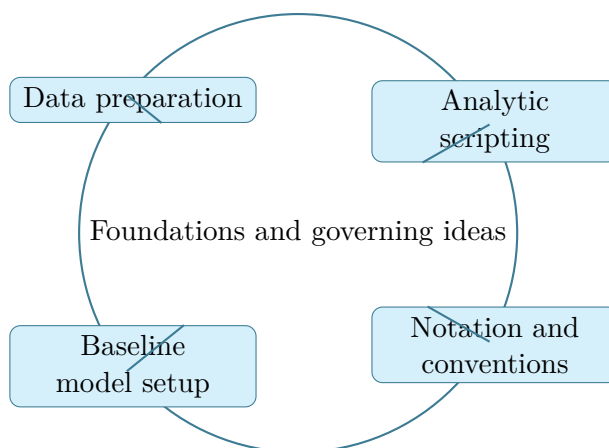 Data preparation
Analytic
scripting
Foundations and governing ideas
Baseline
model setup
Notation and
conventions